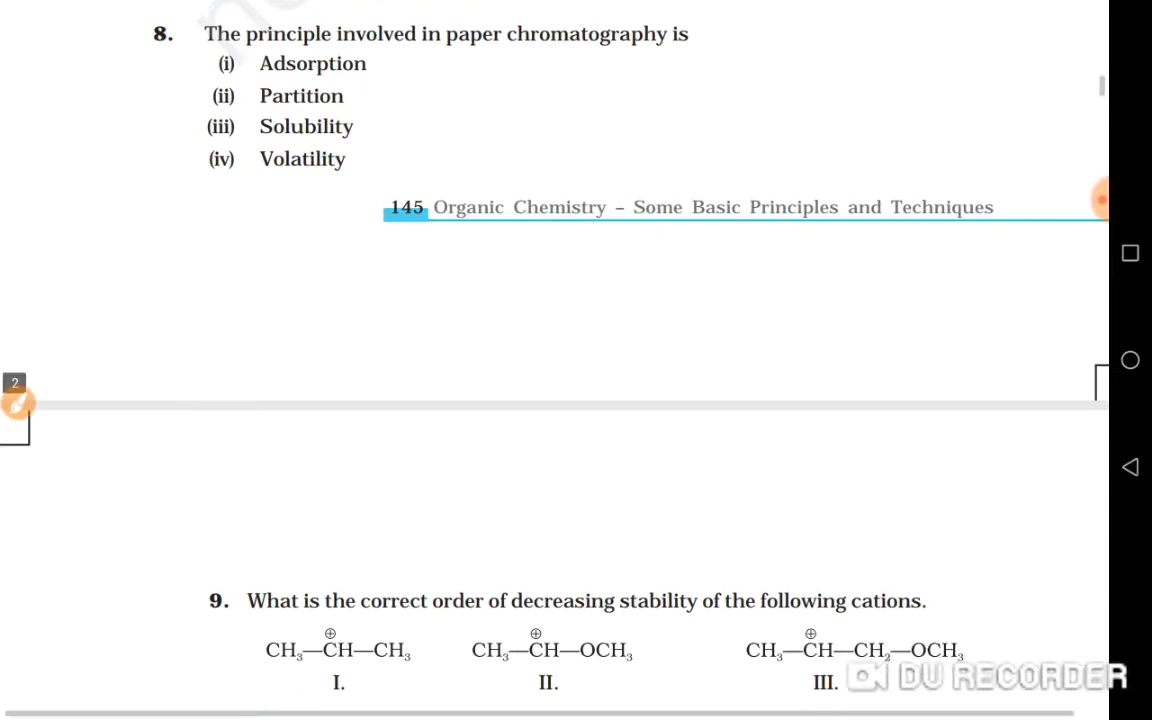 8. The principle involved in paper chromatography is
(i) Adsorption
(ii) Partition
(iii) Solubility
(iv) Volatility
145 Organic Chemistry – Some Basic Principles and Techniques
2
9. What is the correct order of decreasing stability of the following cations.
⊕ ⊕ ⊕
CH₃—CH—CH₃ CH₃—CH—OCH₃ CH₃—CH—CH₂—OCH₃
I. II. III.
DU RECORDER